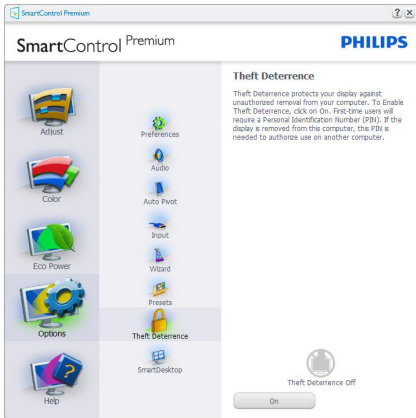 SmartControl Premium
SmartControl Premium
PHILIPS
Adjust
Color
Eco Power
Options
Help
Preferences
Audio
Auto Pivot
Input
Wizard
Presets
Theft Deterrence
SmartDesktop
Theft Deterrence
Theft Deterrence protects your display against
unauthorized removal from your computer. To Enable
Theft Deterrence, click on On. First-time users will
require a Personal Identification Number (PIN). If the
display is removed from this computer, this PIN is
needed to authorize use on another computer.
Theft Deterrence Off
On